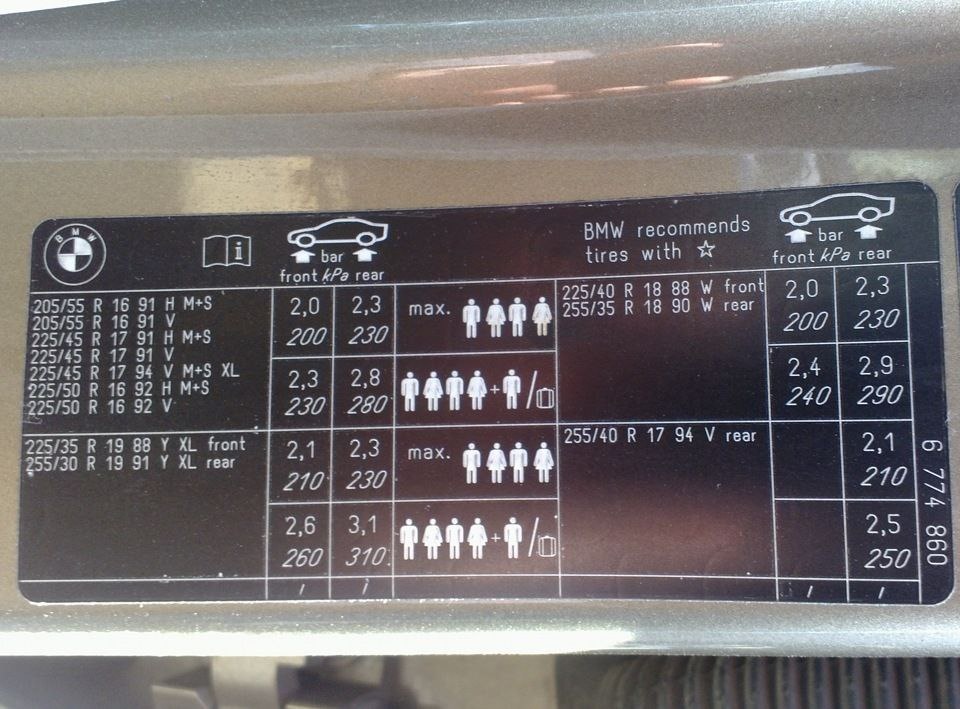 BMW
i
bar
front kPa rear
BMW recommends
tires with ☆
bar
front kPa rear
205/55 R 16 91 H M+S
205/55 R 16 91 V
225/45 R 17 91 H M+S
225/45 R 17 91 V
225/45 R 17 94 V M+S XL
225/50 R 16 92 H M+S
225/50 R 16 92 V
2,0 2,3
200 230
max.
2,3 2,8
230 280
+ /
225/40 R 18 88 W front
255/35 R 18 90 W rear
2,0 2,3
200 230
2,4 2,9
240 290
225/35 R 19 88 Y XL front
255/30 R 19 91 Y XL rear
2,1 2,3
210 230
max.
2,6 3,1
260 310
+ /
255/40 R 17 94 V rear
2,1
210
2,5
250
/ / / /
6 774 860